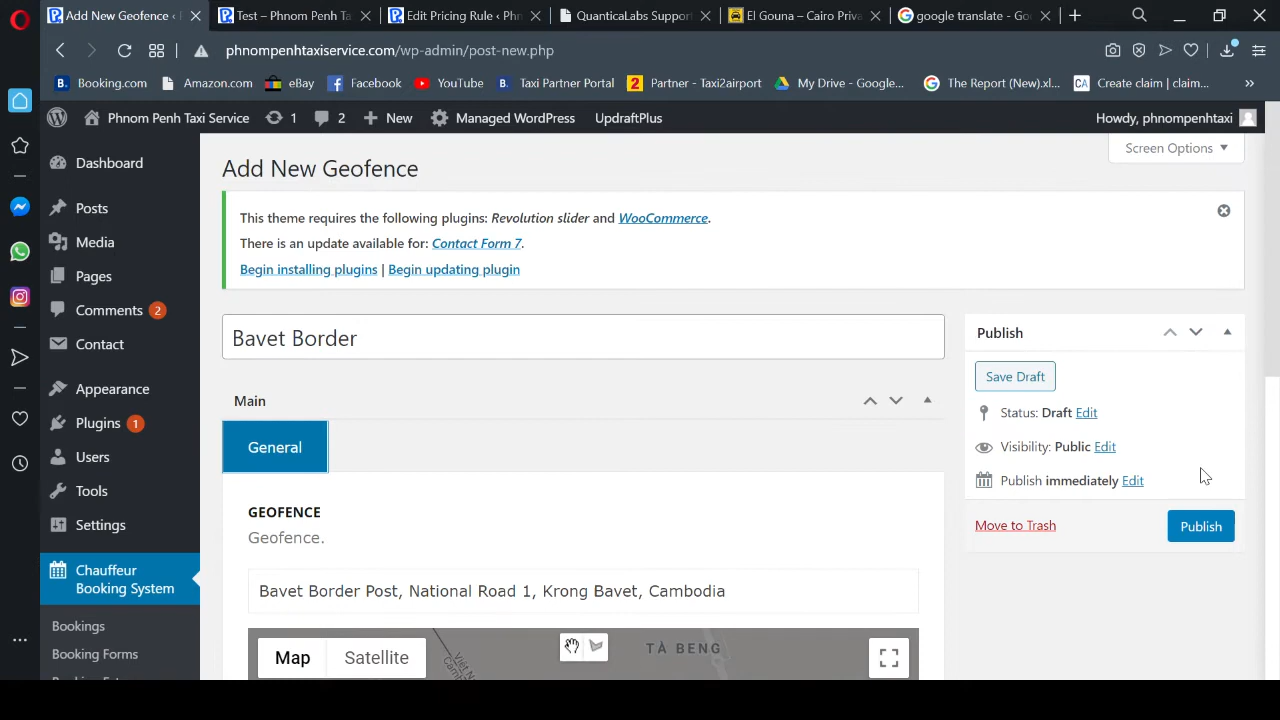 Add New Geofence ‹
Test – Phnom Penh Ta
Edit Pricing Rule ‹ Phn
QuanticaLabs Support
El Gouna – Cairo Priva
google translate - Go
phnompenhtaxiservice.com/wp-admin/post-new.php
Booking.com
Amazon.com
eBay
Facebook
YouTube
Taxi Partner Portal
Partner - Taxi2airport
My Drive - Google...
The Report (New).xl...
Create claim | claim...
Phnom Penh Taxi Service
1
2
New
Managed WordPress
UpdraftPlus
Howdy, phnompenhtaxi
Dashboard
Posts
Media
Pages
Comments 2
Contact
Appearance
Plugins 1
Users
Tools
Settings
Chauffeur
Booking System
Bookings
Booking Forms
Screen Options
Add New Geofence
This theme requires the following plugins: Revolution slider and WooCommerce.
There is an update available for: Contact Form 7.
Begin installing plugins | Begin updating plugin
Bavet Border
Main
General
GEOFENCE
Geofence.
Bavet Border Post, National Road 1, Krong Bavet, Cambodia
Map
Satellite
TÀ BENG
Publish
Save Draft
Status: Draft Edit
Visibility: Public Edit
Publish immediately Edit
Move to Trash
Publish